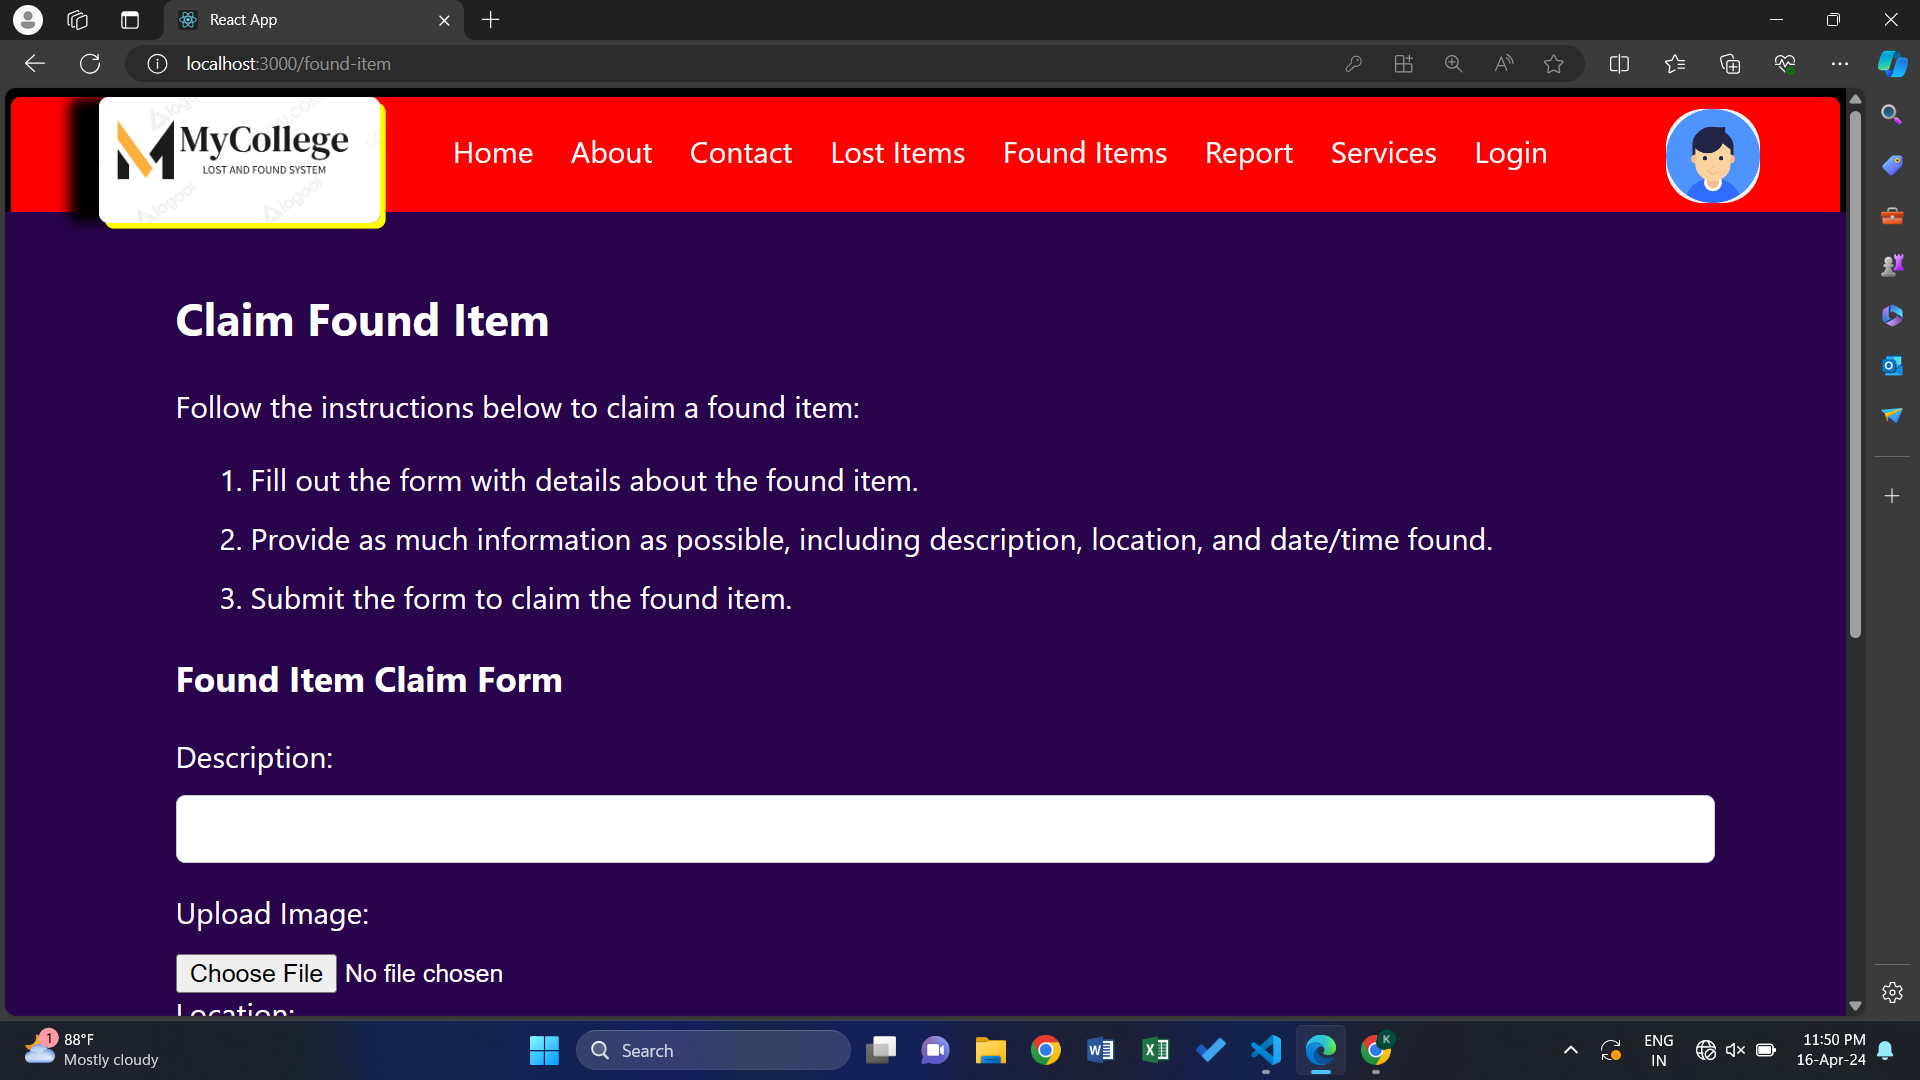 React App
localhost:3000/found-item
MyCollege
LOST AND FOUND SYSTEM
Home About Contact Lost Items Found Items Report Services Login
Claim Found Item
Follow the instructions below to claim a found item:
1. Fill out the form with details about the found item.
2. Provide as much information as possible, including description, location, and date/time found.
3. Submit the form to claim the found item.
Found Item Claim Form
Description:
Upload Image:
Choose File No file chosen
Location:
1
88°F
Mostly cloudy
Search
K
ENG
IN
11:50 PM
16-Apr-24